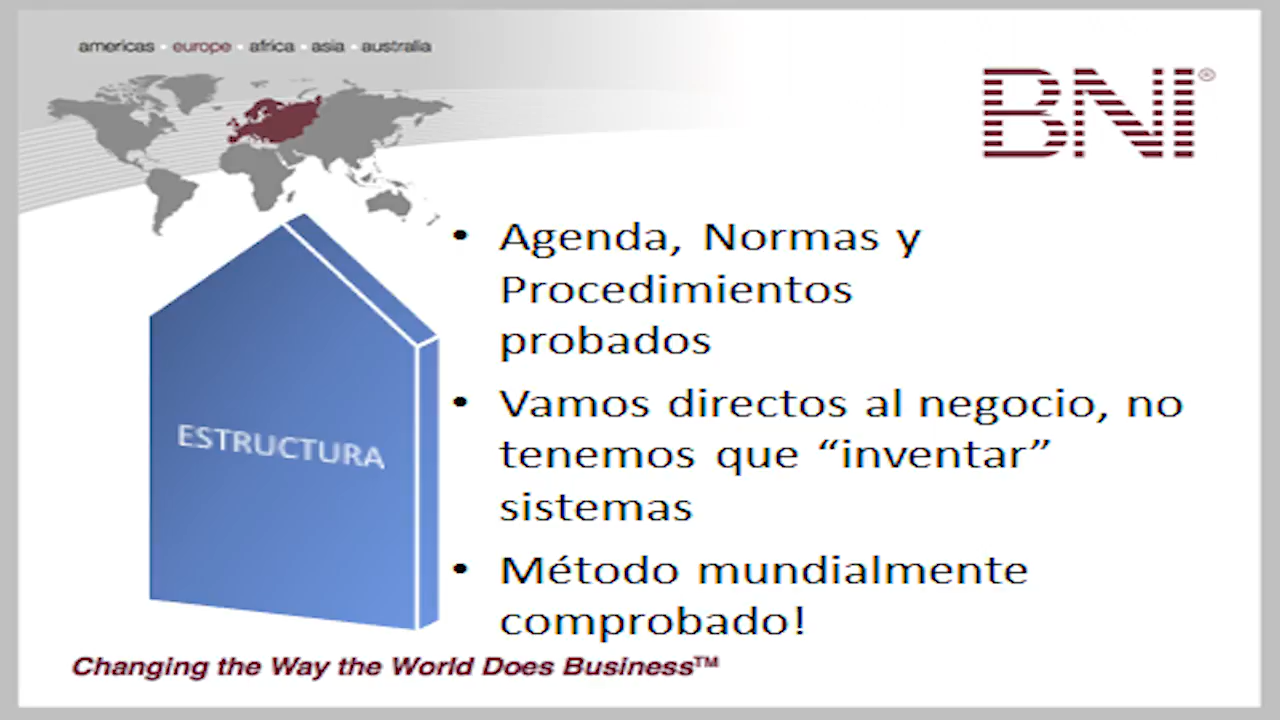 americas • europe • africa • asia • australia
BNI®
• Agenda, Normas y
Procedimientos
probados
• Vamos directos al negocio, no
tenemos que “inventar”
sistemas
• Método mundialmente
comprobado!
ESTRUCTURA
Changing the Way the World Does Business™